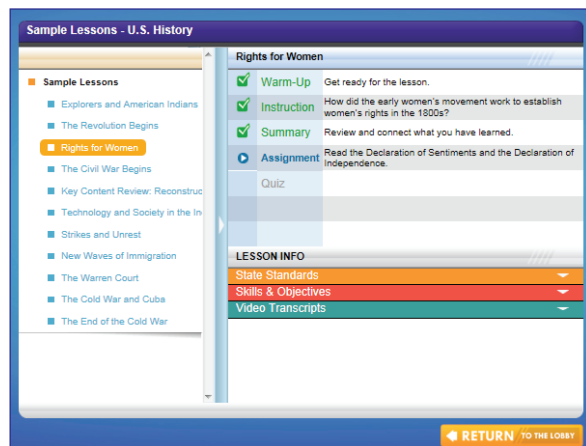 Sample Lessons - U.S. History
Sample Lessons
Explorers and American Indians
The Revolution Begins
Rights for Women
The Civil War Begins
Key Content Review: Reconstruc
Technology and Society in the In
Strikes and Unrest
New Waves of Immigration
The Warren Court
The Cold War and Cuba
The End of the Cold War
Rights for Women
Warm-Up Get ready for the lesson.
Instruction How did the early women's movement work to establish
women's rights in the 1800s?
Summary Review and connect what you have learned.
Assignment Read the Declaration of Sentiments and the Declaration of
Independence.
Quiz
LESSON INFO
State Standards
Skills & Objectives
Video Transcripts
RETURN TO THE LOBBY